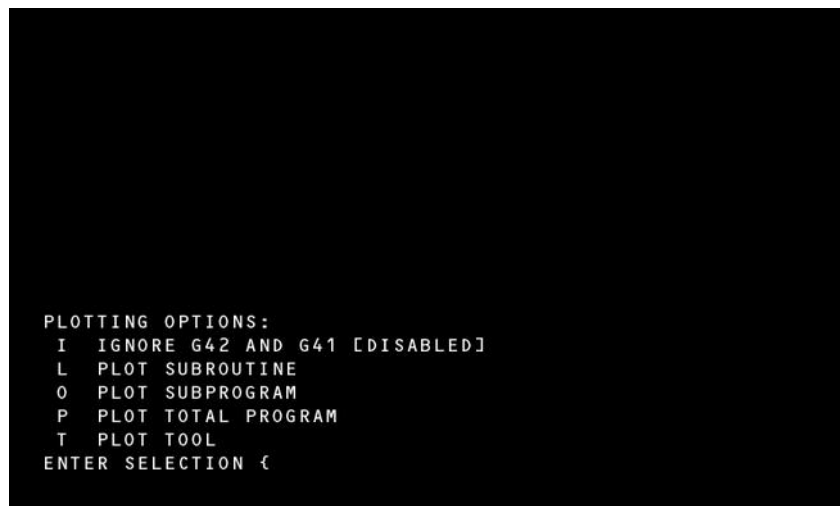 PLOTTING OPTIONS:
I IGNORE G42 AND G41 [DISABLED]
L PLOT SUBROUTINE
O PLOT SUBPROGRAM
P PLOT TOTAL PROGRAM
T PLOT TOOL
ENTER SELECTION {